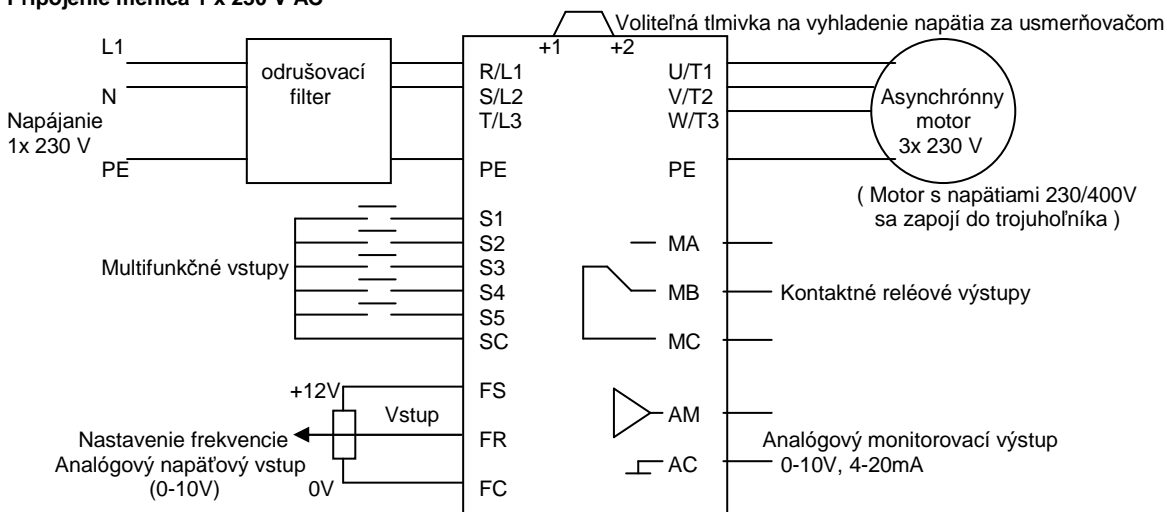 Pripojenie meniča 1 x 230 V AC
Voliteľná tlmivka na vyhladenie napätia za usmerňovačom
+1
+2
L1
N
Napájanie
1x 230 V
PE
odrušovací
filter
R/L1
S/L2
T/L3
PE
U/T1
V/T2
W/T3
PE
Asynchrónny
motor
3x 230 V
( Motor s napätiami 230/400V
sa zapojí do trojuholníka )
Multifunkčné vstupy
S1
S2
S3
S4
S5
SC
MA
MB
MC
Kontaktné reléové výstupy
+12V
Vstup
Nastavenie frekvencie
Analógový napäťový vstup
(0-10V)
0V
FS
FR
FC
AM
AC
Analógový monitorovací výstup
0-10V, 4-20mA